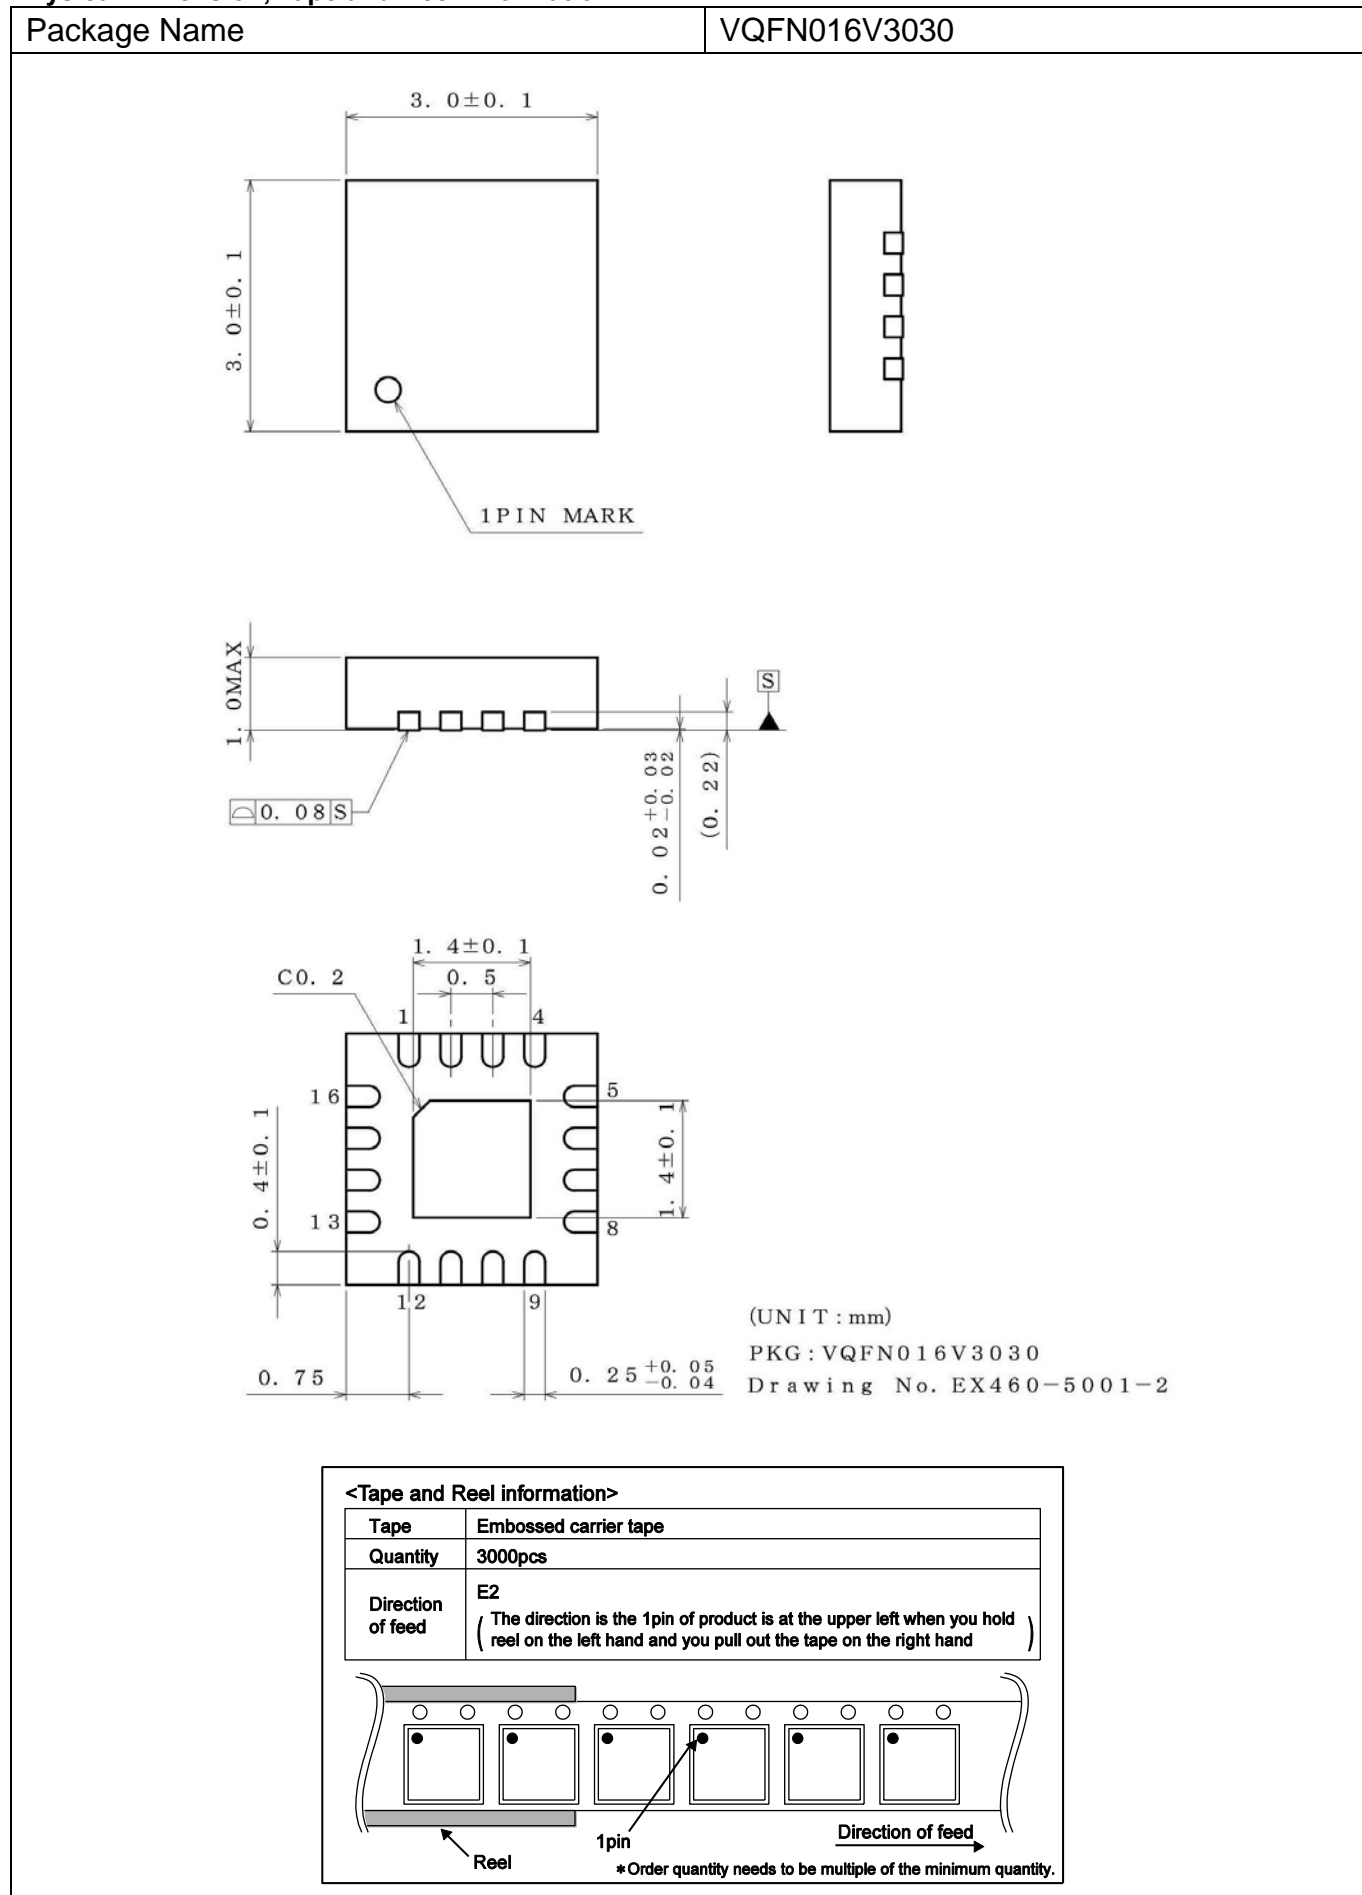 Package Name
VQFN016V3030
3. 0±0. 1
3. 0±0. 1
1PIN MARK
1. 0MAX
S
0. 08 S
0. 02 +0. 03 −0. 02
(0. 22)
1. 4±0. 1
C0. 2
0. 5
1
4
16
5
0. 4±0. 1
1. 4±0. 1
13
8
12
9
0. 75
0. 25 +0. 05 −0. 04
(UNIT : mm)
PKG : VQFN016V3030
Drawing No. EX460−5001−2
<Tape and Reel information>
Tape
Embossed carrier tape
Quantity
3000pcs
Direction
of feed
E2
( The direction is the 1pin of product is at the upper left when you hold
reel on the left hand and you pull out the tape on the right hand )
1pin
Direction of feed
Reel
*Order quantity needs to be multiple of the minimum quantity.